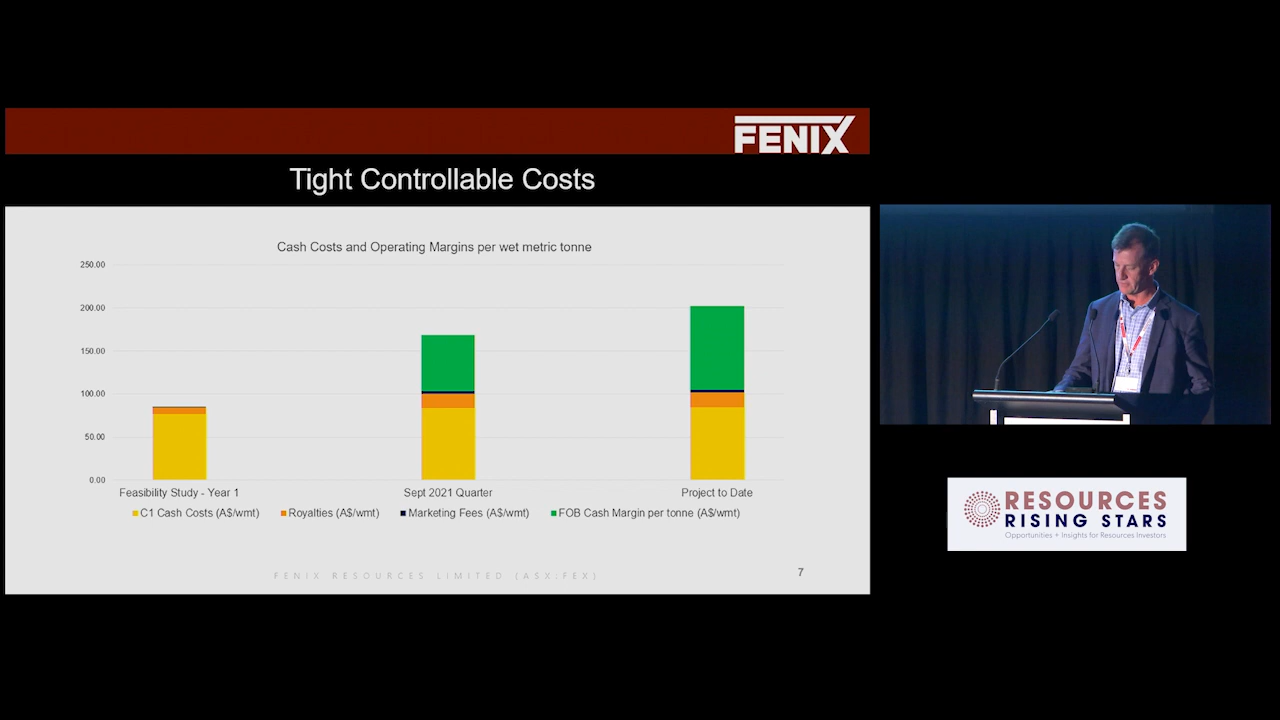 FENIX
Tight Controllable Costs
Cash Costs and Operating Margins per wet metric tonne
250.00
200.00
150.00
100.00
50.00
0.00
Feasibility Study - Year 1
Sept 2021 Quarter
Project to Date
C1 Cash Costs (A$/wmt)
Royalties (A$/wmt)
Marketing Fees (A$/wmt)
FOB Cash Margin per tonne (A$/wmt)
FENIX RESOURCES LIMITED (ASX:FEX)
7
RESOURCES
RISING STARS
Opportunities + Insights for Resources Investors